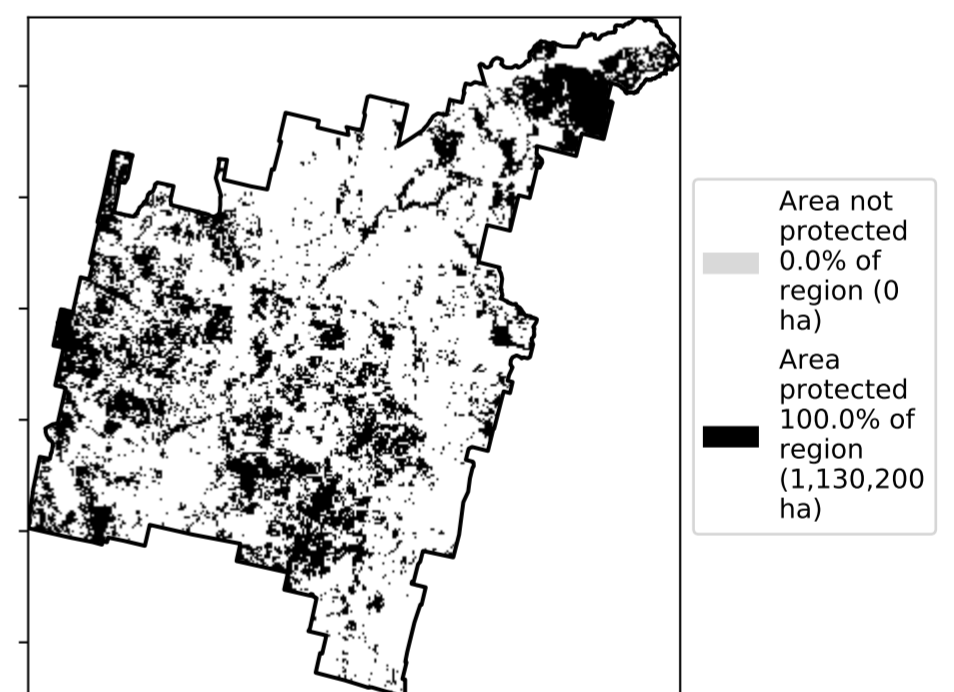 Area not
protected
0.0% of
region (0
ha)
Area
protected
100.0% of
region
(1,130,200
ha)